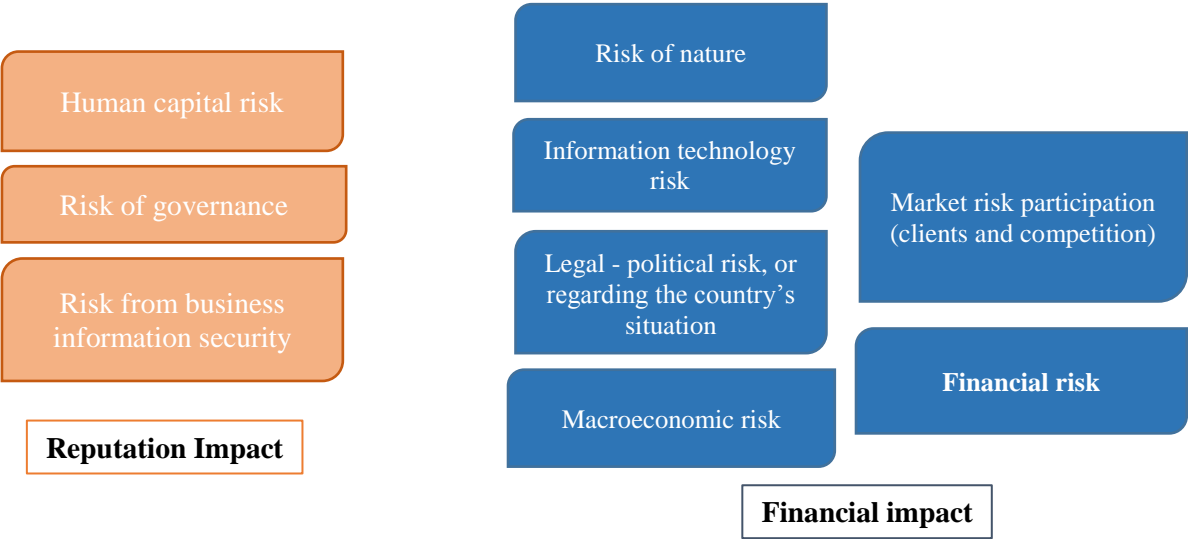 Human capital risk
Risk of governance
Risk from business
information security
Reputation Impact
Risk of nature
Information technology
risk
Legal - political risk, or
regarding the country’s
situation
Macroeconomic risk
Market risk participation
(clients and competition)
Financial risk
Financial impact